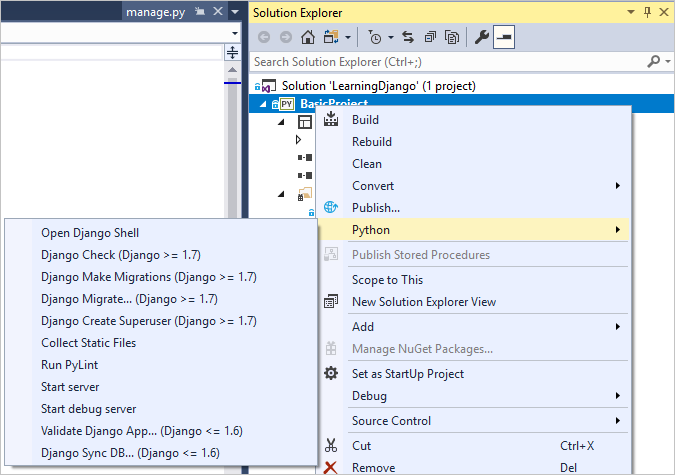 manage.py
Solution Explorer
Search Solution Explorer (Ctrl+;)
Solution 'LearningDjango' (1 project)
PY BasicProject
Build
Rebuild
Clean
Convert
Publish...
Python
Publish Stored Procedures
Scope to This
New Solution Explorer View
Add
Manage NuGet Packages...
Set as StartUp Project
Debug
Source Control
Cut Ctrl+X
Remove Del
Open Django Shell
Django Check (Django >= 1.7)
Django Make Migrations (Django >= 1.7)
Django Migrate... (Django >= 1.7)
Django Create Superuser (Django >= 1.7)
Collect Static Files
Run PyLint
Start server
Start debug server
Validate Django App... (Django <= 1.6)
Django Sync DB... (Django <= 1.6)